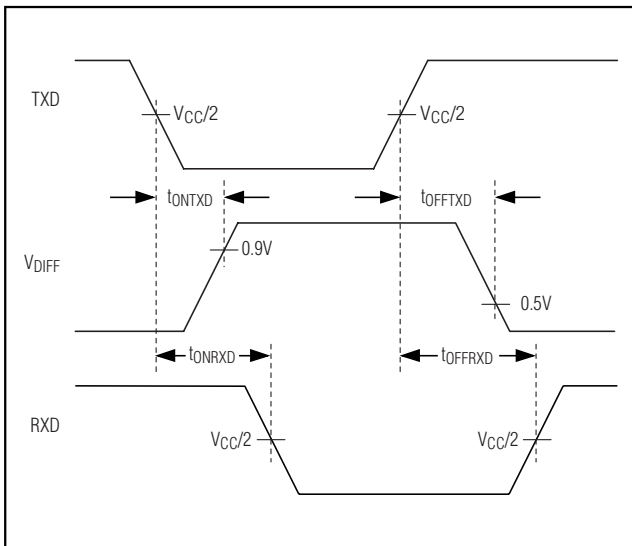 TXD
VCC/2
VCC/2
tONTXD
tOFFTXD
VDIFF
0.9V
0.5V
tONRXD
tOFFRXD
RXD
VCC/2
VCC/2